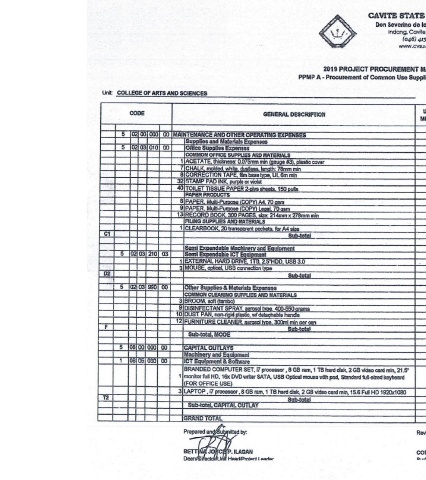 CAVITE STATE
Don Severino de la
Indang, Cavite
www.cvsu.
2019 PROJECT PROCUREMENT M
PPMP A - Procurement of Common Use Suppli
Unit: COLLEGE OF ARTS AND SCIENCES
CODE GENERAL DESCRIPTION
5 02 00 000 00 MAINTENANCE AND OTHER OPERATING EXPENSES
Supplies and Materials Expenses
5 02 03 010 00 Office Supplies Expenses
COMMON OFFICE SUPPLIES AND MATERIALS
1 ACETATE, thickness: 0.075mm min (gauge #3), plastic cover
7 CHALK, molded, white, dustless, length: 78mm min
8 CORRECTION TAPE, film base type, UL 6m min
32 STAMP PAD INK, purple or violet
40 TOILET TISSUE PAPER 2-plys sheets, 150 pulls
PAPER PRODUCTS
8 PAPER, Multi-Purpose (COPY) A4, 70 gsm
9 PAPER, Multi-Purpose (COPY) Legal, 70 gsm
13 RECORD BOOK, 300 PAGES, size: 214mm x 278mm min
FILING SUPPLIES AND MATERIALS
1 CLEARBOOK, 20 transparent pockets, for A4 size
C1 Sub-total
Semi Expendable Machinery and Equipment
5 02 03 210 03 Semi Expendable ICT Equipment
1 EXTERNAL HARD DRIVE, 1TB, 2.5"HDD, USB 3.0
3 MOUSE, optical, USB connection type
D2 Sub-total
5 02 03 990 00 Other Supplies & Materials Expense
COMMON CLEANING SUPPLIES AND MATERIALS
3 BROOM, soft (tambo)
9 DISINFECTANT SPRAY, aerosol type, 400-550 grams
10 DUST PAN, non-rigid plastic, w/ detachable handle
12 FURNITURE CLEANER, aerosol type, 300ml min per can
F Sub-total
Sub-total, MODE
5 06 00 000 00 CAPITAL OUTLAYS
Machinery and Equipment
1 06 05 030 00 ICT Equipment & Software
1 BRANDED COMPUTER SET, i7 processor , 8 GB ram, 1 TB hard disk, 2 GB video card min, 21.5"
monitor full HD, 16x DVD writer SATA, USB Optical mouse with pad, Standard full-sized keyboard
(FOR OFFICE USE)
3 LAPTOP , i7 processor , 8 GB ram, 1 TB hard disk, 2 GB video card min, 15.6 Full HD 1920x1080
T2 Sub-total
Sub-total, CAPITAL OUTLAY
GRAND TOTAL
Prepared and Submitted by: Rev
BETTINA JOYCE P. ILAGAN